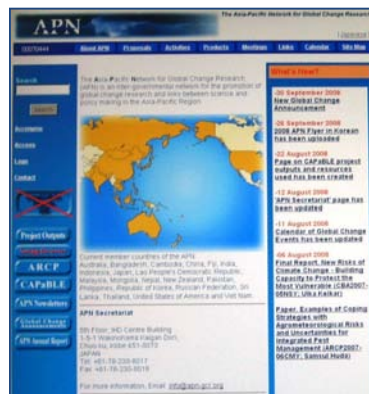 The Asia-Pacific Network for Global Change Research
APN
| Japanese |
About APN Proposals Activities Products Meetings Links Calendar Site Map
Search
Search
Access
Login
Contact
Project Outputs
ARCP
CAPaBLE
APN Newsletters
Global Change
Announcements
APN Annual Report
The Asia-Pacific Network for Global Change Research
(APN) is an inter-governmental network for the promotion of
global change research and links between science and
policy making in the Asia-Pacific Region.
Current member countries of the APN:
Australia, Bangladesh, Cambodia, China, Fiji, India,
Indonesia, Japan, Lao People's Democratic Republic,
Malaysia, Mongolia, Nepal, New Zealand, Pakistan,
Philippines, Republic of Korea, Russian Federation, Sri
Lanka, Thailand, United States of America and Viet Nam.
APN Secretariat
5th Floor, IHD Centre Building
1-5-1 Wakinohama Kaigan Dori,
Chuo-ku, Kobe 651-0073
JAPAN
Tel: +81-78-230-8017
Fax: +81-78-230-8018
For more information, Email: info@apn-gcr.org
What's New?
-30 September 2008
New Global Change
Announcement
-26 September 2008
2008 APN Flyer in Korean
has been uploaded
-22 August 2008
Page on CAPaBLE project
outputs and resources
used has been created
-12 August 2008
'APN Secretariat' page has
been updated
-11 August 2008
Calendar of Global Change
Events has been updated
-06 August 2008
Final Report, New Risks of
Climate Change - Building
Capacity to Protect the
Most Vulnerable (CBA2007-
Paper, Examples of Coping
Strategies with
Agrometeorological Risks
and Uncertainties for
Integrated Pest
Management (ARCP2007-
06CMY; Samsul Huda)